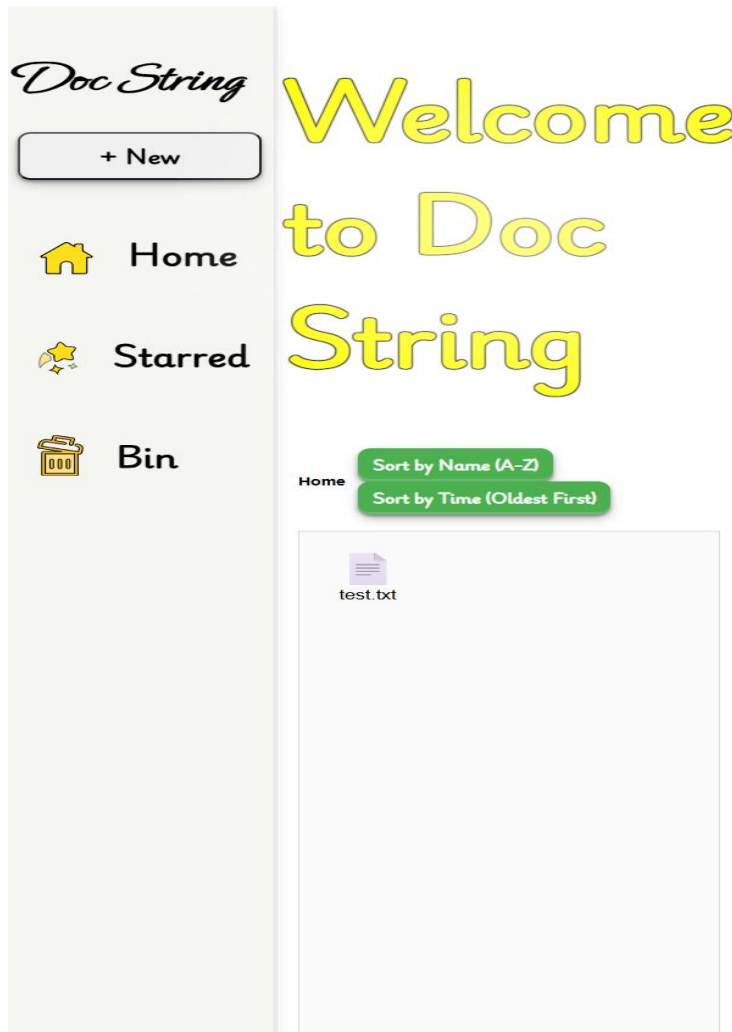 Doc String
+ New
Home
Starred
Bin
Welcome
to Doc
String
Home
Sort by Name (A-Z)
Sort by Time (Oldest First)
test.txt